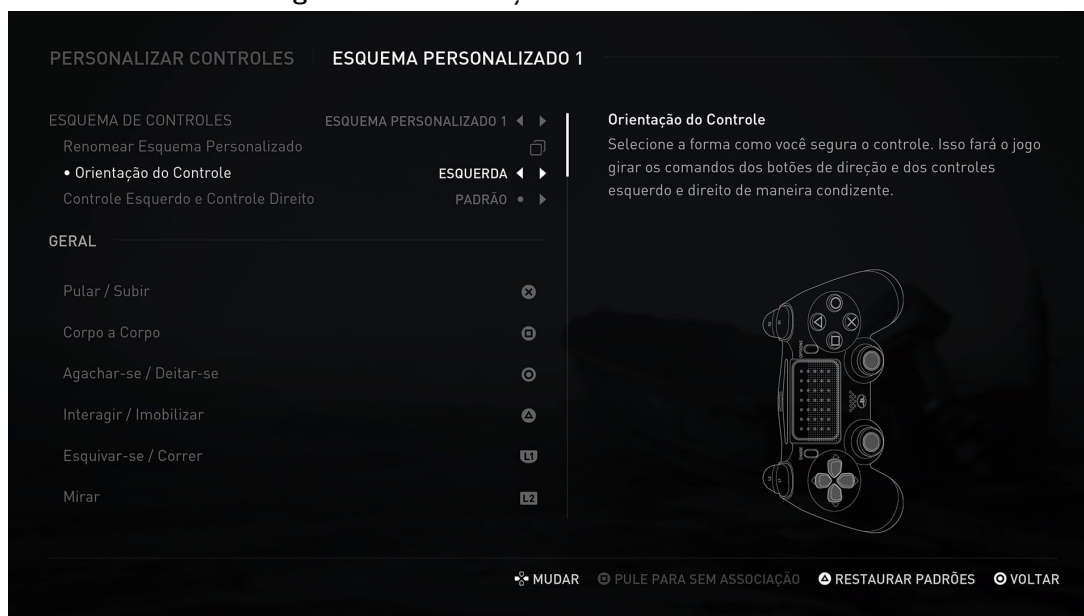 PERSONALIZAR CONTROLES ESQUEMA PERSONALIZADO 1
ESQUEMA DE CONTROLES ESQUEMA PERSONALIZADO 1
Renomear Esquema Personalizado
• Orientação do Controle ESQUERDA
Controle Esquerdo e Controle Direito PADRÃO
GERAL
Pular / Subir
Corpo a Corpo
Agachar-se / Deitar-se
Interagir / Imobilizar
Esquivar-se / Correr L1
Mirar L2
Orientação do Controle
Selecione a forma como você segura o controle. Isso fará o jogo
girar os comandos dos botões de direção e dos controles
esquerdo e direito de maneira condizente.
OPTIONS
SHARE
MUDAR PULE PARA SEM ASSOCIAÇÃO RESTAURAR PADRÕES VOLTAR